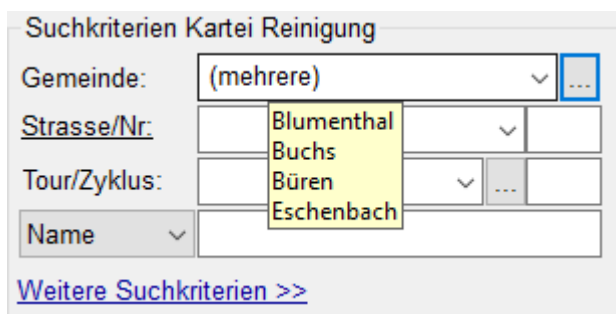 Suchkriterien Kartei Reinigung
Gemeinde: (mehrere) ...
Strasse/Nr: Blumenthal
Buchs
Tour/Zyklus: Büren ...
Eschenbach
Name
Weitere Suchkriterien >>